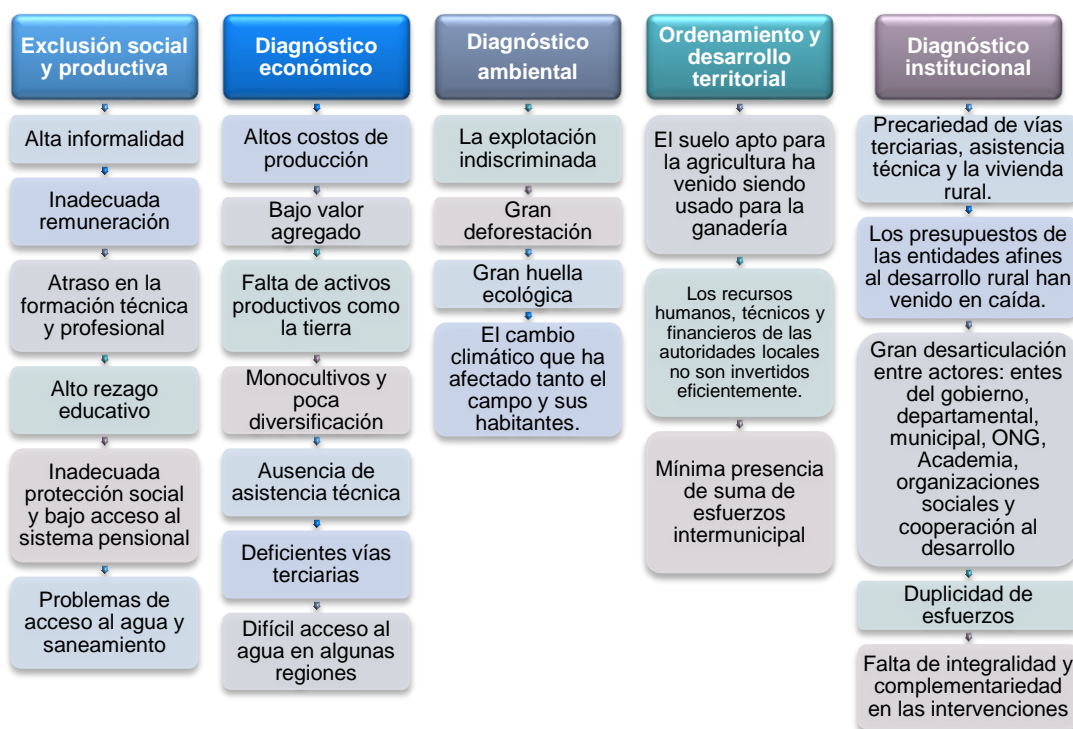 Exclusión social
y productiva
Alta informalidad
Inadecuada
remuneración
Atraso en la
formación técnica
y profesional
Alto rezago
educativo
Inadecuada
protección social
y bajo acceso al
sistema pensional
Problemas de
acceso al agua y
saneamiento
Diagnóstico
económico
Altos costos de
producción
Bajo valor
agregado
Falta de activos
productivos como
la tierra
Monocultivos y
poca
diversificación
Ausencia de
asistencia técnica
Deficientes vías
terciarias
Difícil acceso al
agua en algunas
regiones
Diagnóstico
ambiental
La explotación
indiscriminada
Gran
deforestación
Gran huella
ecológica
El cambio
climático que ha
afectado tanto el
campo y sus
habitantes.
Ordenamiento y
desarrollo
territorial
El suelo apto para
la agricultura ha
venido siendo
usado para la
ganadería
Los recursos
humanos, técnicos y
financieros de las
autoridades locales
no son invertidos
eficientemente.
Mínima presencia
de suma de
esfuerzos
intermunicipal
Diagnóstico
institucional
Precariedad de vías
terciarias, asistencia
técnica y la vivienda
rural.
Los presupuestos de
las entidades afines
al desarrollo rural han
venido en caída.
Gran desarticulación
entre actores: entes
del gobierno,
departamental,
municipal, ONG,
Academia,
organizaciones
sociales y
cooperación al
desarrollo
Duplicidad de
esfuerzos
Falta de integralidad y
complementariedad
en las intervenciones